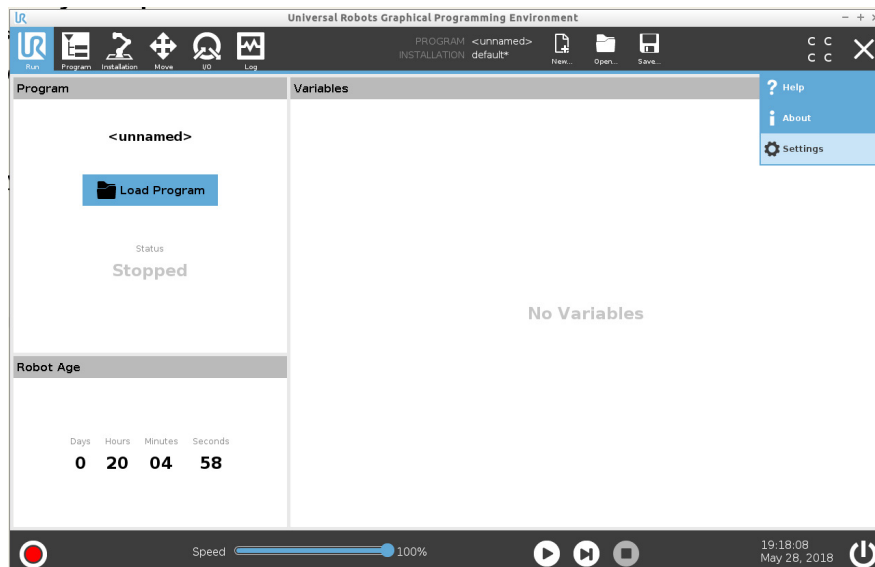 Universal Robots Graphical Programming Environment
UR
Run
Program
Installation
Move
I/O
Log
PROGRAM <unnamed>
INSTALLATION default*
New...
Open...
Save...
C C
C C
Program
Variables
? Help
i About
Settings
<unnamed>
Load Program
Status
Stopped
No Variables
Robot Age
Days Hours Minutes Seconds
0 20 04 58
Speed 100%
19:18:08
May 28, 2018